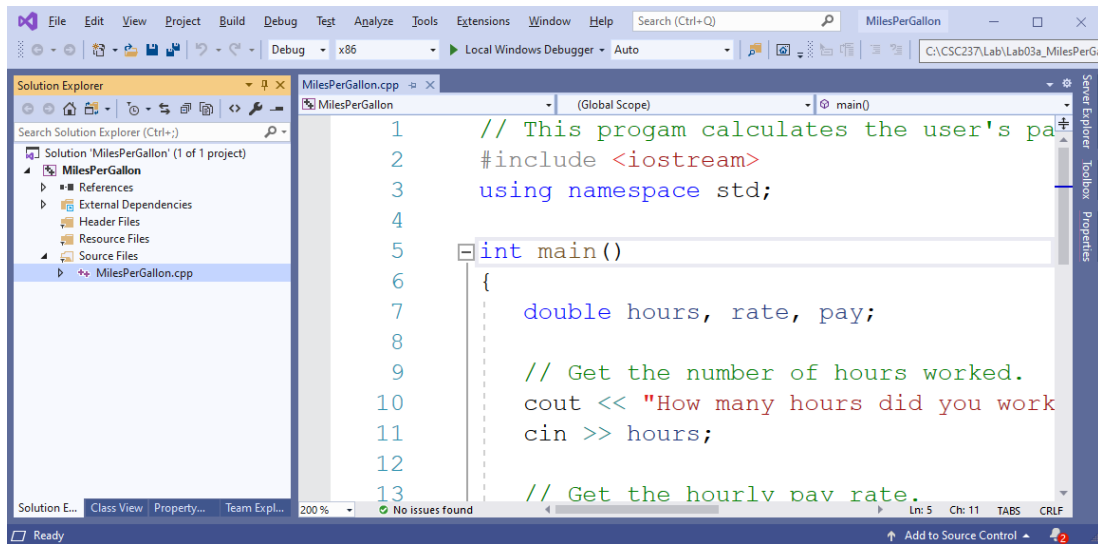 File Edit View Project Build Debug Test Analyze Tools Extensions Window Help Search (Ctrl+Q) MilesPerGallon
Debug x86 Local Windows Debugger Auto C:\CSC237\Lab\Lab03a_MilesPerG
Solution Explorer
Search Solution Explorer (Ctrl+;)
Solution 'MilesPerGallon' (1 of 1 project)
MilesPerGallon
References
External Dependencies
Header Files
Resource Files
Source Files
MilesPerGallon.cpp
Solution E... Class View Property... Team Expl...
MilesPerGallon.cpp
MilesPerGallon (Global Scope) main()
1 // This progam calculates the user's pa
2 #include <iostream>
3 using namespace std;
4
5 int main()
6 {
7 double hours, rate, pay;
8
9 // Get the number of hours worked.
10 cout << "How many hours did you work
11 cin >> hours;
12
13 // Get the hourly pay rate.
200 % No issues found Ln: 5 Ch: 11 TABS CRLF
Server Explorer
Toolbox
Properties
Ready Add to Source Control 2